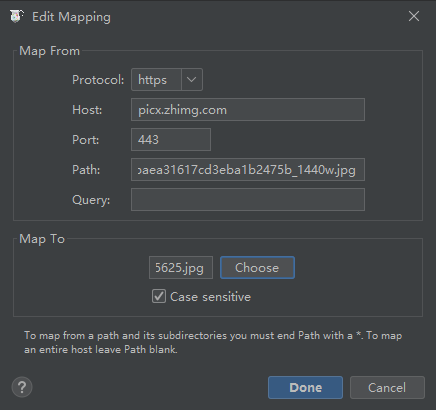 Edit Mapping
Map From
Protocol: https
Host: picx.zhimg.com
Port: 443
Path: aea31617cd3eba1b2475b_1440w.jpg
Query:
Map To
5625.jpg Choose
Case sensitive
To map from a path and its subdirectories you must end Path with a *. To map
an entire host leave Path blank.
? Done Cancel